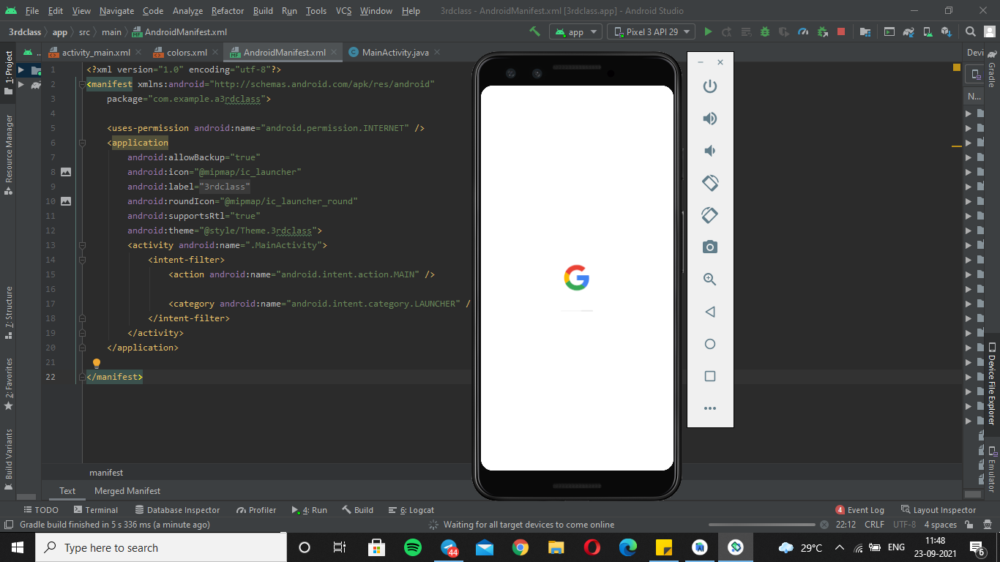 File Edit View Navigate Code Analyze Refactor Build Run Tools VCS Window Help 3rdclass - AndroidManifest.xml [3rdclass.app] - Android Studio
3rdclass app src main AndroidManifest.xml app Pixel 3 API 29
activity_main.xml colors.xml AndroidManifest.xml MainActivity.java Devi
1 <?xml version="1.0" encoding="utf-8"?>
2 <manifest xmlns:android="http://schemas.android.com/apk/res/android"
3 package="com.example.a3rdclass">
4
5 <uses-permission android:name="android.permission.INTERNET" />
6 <application
7 android:allowBackup="true"
8 android:icon="@mipmap/ic_launcher"
9 android:label="3rdclass"
10 android:roundIcon="@mipmap/ic_launcher_round"
11 android:supportsRtl="true"
12 android:theme="@style/Theme.3rdclass">
13 <activity android:name=".MainActivity">
14 <intent-filter>
15 <action android:name="android.intent.action.MAIN" />
16
17 <category android:name="android.intent.category.LAUNCHER" /
18 </intent-filter>
19 </activity>
20 </application>
21
22 </manifest>
1: Project
Resource Manager
7: Structure
2: Favorites
Build Variants
N...
Gradle
Device File Explorer
Emulator
manifest
Text Merged Manifest
TODO Terminal Database Inspector Profiler 4: Run Build 6: Logcat 4 Event Log Layout Inspector
Gradle build finished in 5 s 336 ms (a minute ago) Waiting for all target devices to come online 22:12 CRLF UTF-8 4 spaces
Type here to search 44 29°C ENG 11:48
23-09-2021 6